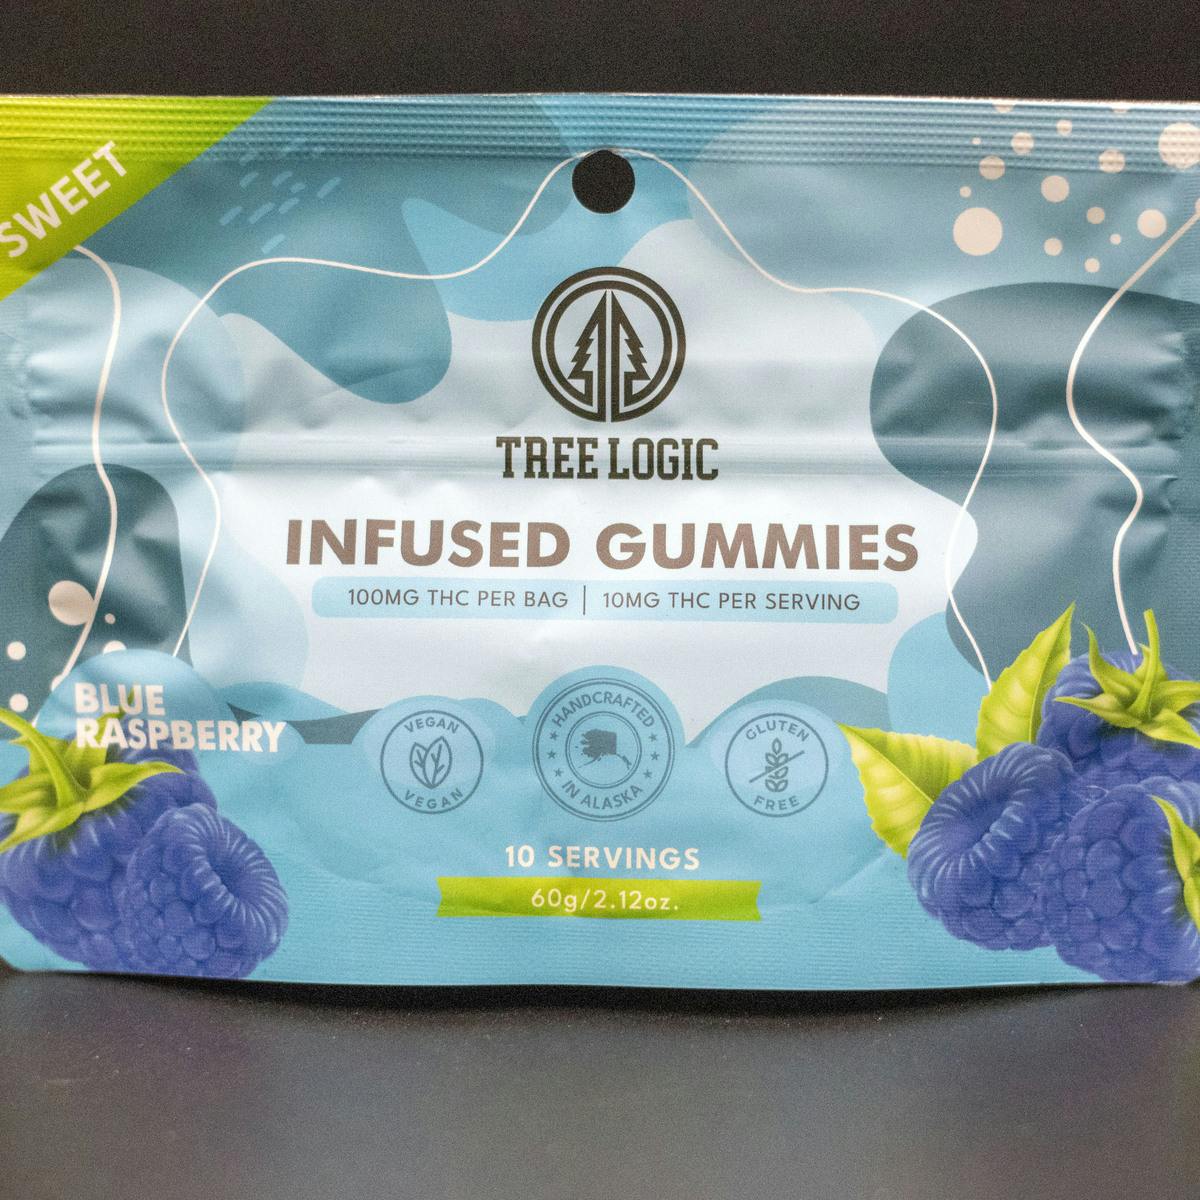 SWEET
TREE LOGIC
INFUSED GUMMIES
100MG THC PER BAG | 10MG THC PER SERVING
BLUE
RASPBERRY
VEGAN
VEGAN
HANDCRAFTED
IN ALASKA
GLUTEN
FREE
10 SERVINGS
60g/2.12oz.